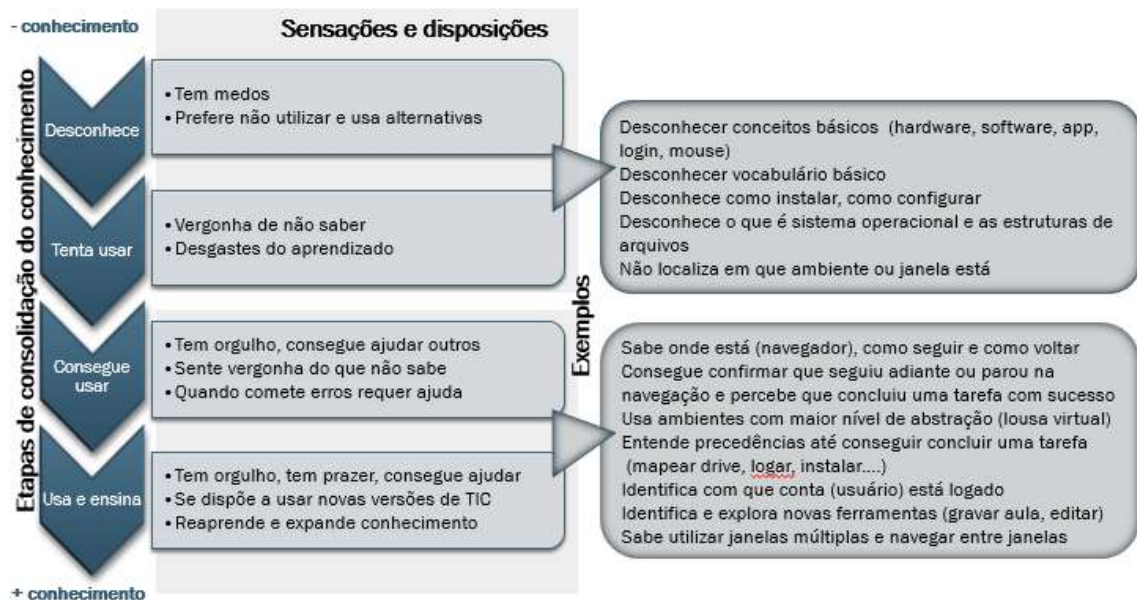 - conhecimento
Sensações e disposições
Etapas de consolidação do conhecimento
Desconhece
• Tem medos
• Prefere não utilizar e usa alternativas
Tenta usar
• Vergonha de não saber
• Desgastes do aprendizado
Consegue
usar
• Tem orgulho, consegue ajudar outros
• Sente vergonha do que não sabe
• Quando comete erros requer ajuda
Usa e ensina
• Tem orgulho, tem prazer, consegue ajudar
• Se dispõe a usar novas versões de TIC
• Reaprende e expande conhecimento
+ conhecimento
Exemplos
Desconhecer conceitos básicos (hardware, software, app,
login, mouse)
Desconhecer vocabulário básico
Desconhece como instalar, como configurar
Desconhece o que é sistema operacional e as estruturas de
arquivos
Não localiza em que ambiente ou janela está
Sabe onde está (navegador), como seguir e como voltar
Consegue confirmar que seguiu adiante ou parou na
navegação e percebe que concluiu uma tarefa com sucesso
Usa ambientes com maior nível de abstração (lousa virtual)
Entende precedências até conseguir concluir uma tarefa
(mapear drive, logar, instalar....)
Identifica com que conta (usuário) está logado
Identifica e explora novas ferramentas (gravar aula, editar)
Sabe utilizar janelas múltiplas e navegar entre janelas